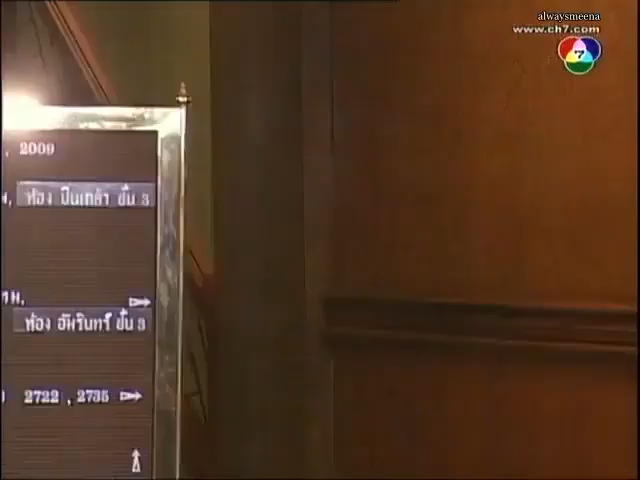 alwaysmeena
www.ch7.com
7
, 2009
ห้อง ปิ่นเกล้า ชั้น 3
ห้อง อัมรินทร์ ชั้น 3
2722 , 2735